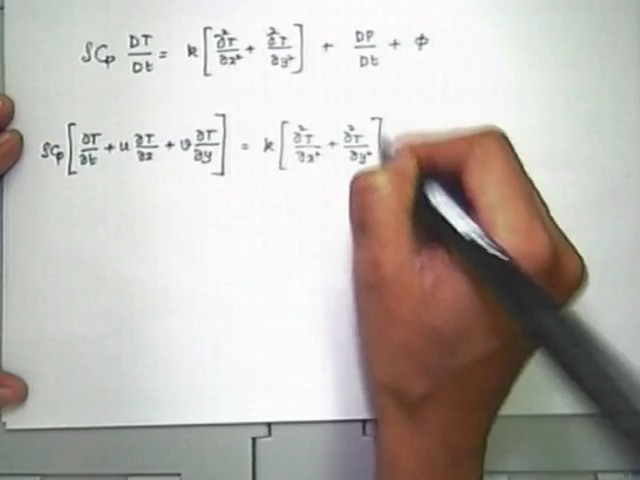 ρCp DT/Dt = k[∂²T/∂x² + ∂²T/∂y²] + DP/Dt + φ
ρCp[∂T/∂t + u ∂T/∂x + v ∂T/∂y] = k[∂²T/∂x² + ∂²T/∂y²]